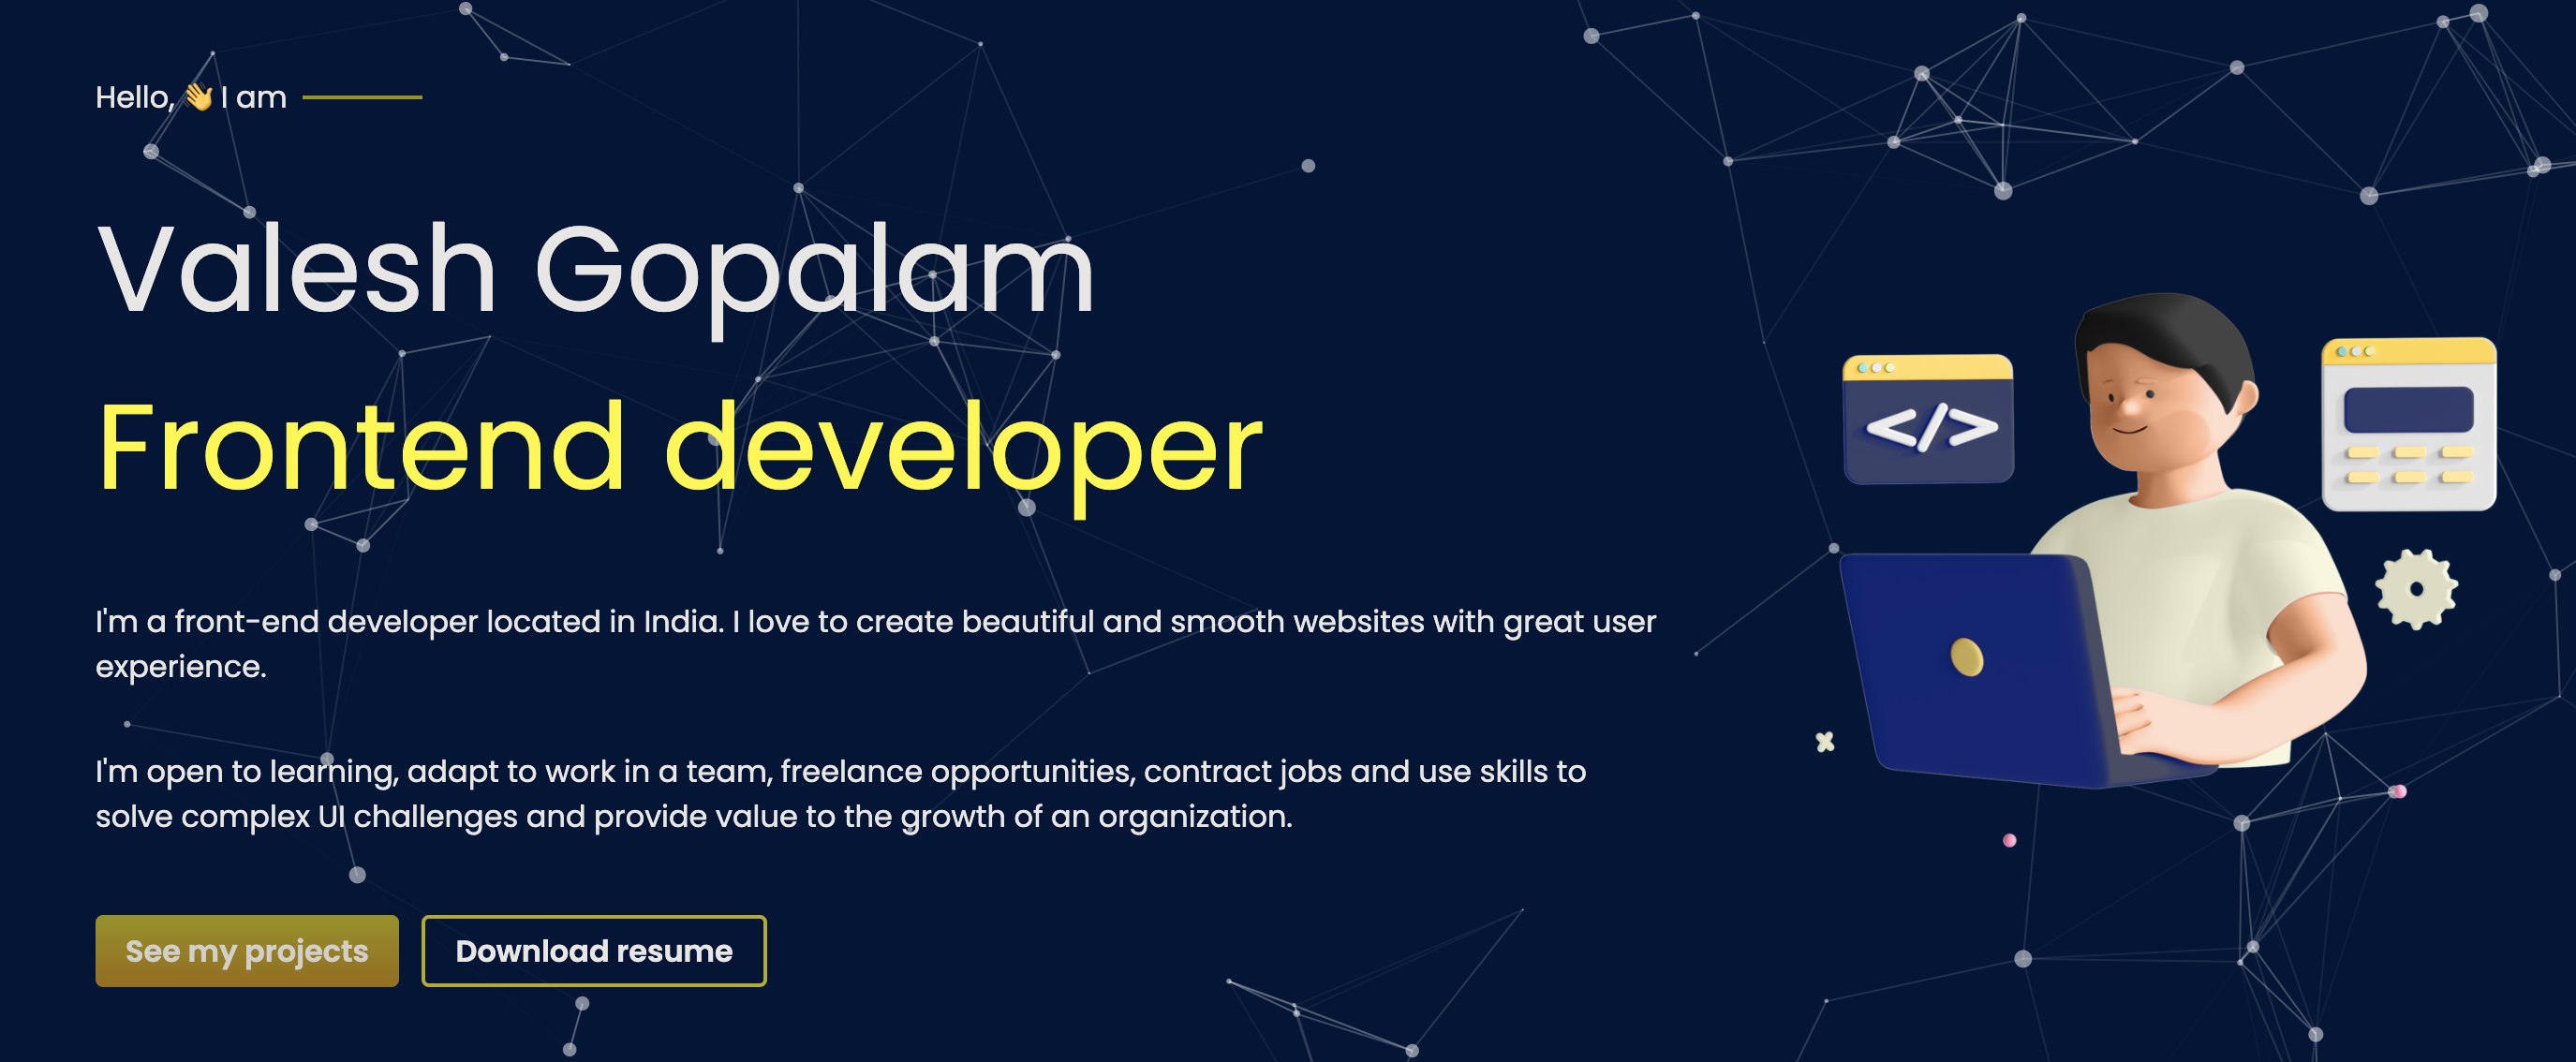 Hello, 👋 I am
Valesh Gopalam
Frontend developer
I'm a front-end developer located in India. I love to create beautiful and smooth websites with great user
experience.
I'm open to learning, adapt to work in a team, freelance opportunities, contract jobs and use skills to
solve complex UI challenges and provide value to the growth of an organization.
See my projects
Download resume
</>